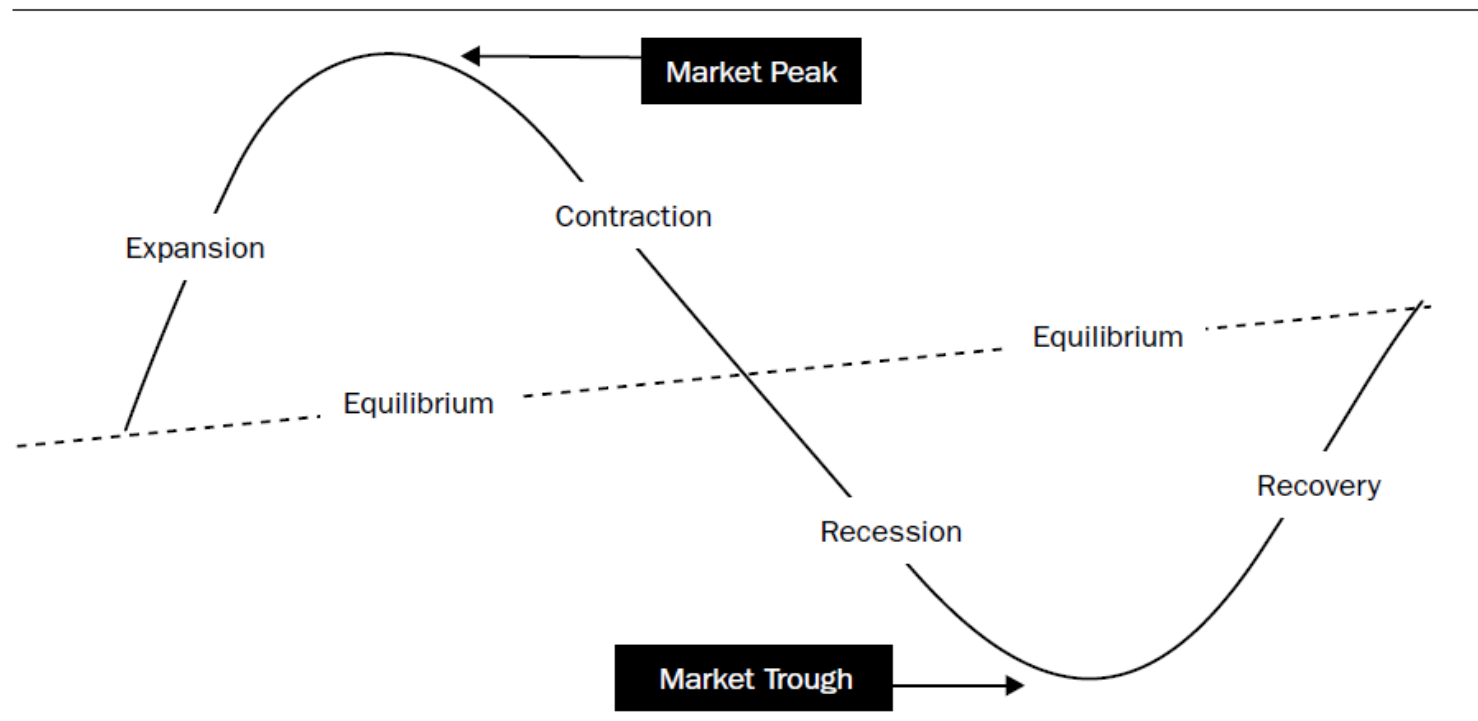 Market Peak
Contraction
Expansion
Equilibrium
Equilibrium
Recovery
Recession
Market Trough